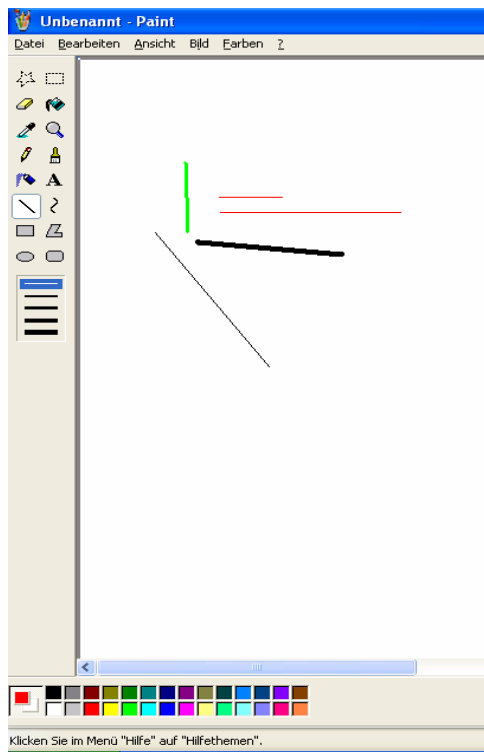 Unbenannt - Paint
Datei Bearbeiten Ansicht Bild Farben ?
A
Klicken Sie im Menü "Hilfe" auf "Hilfethemen".